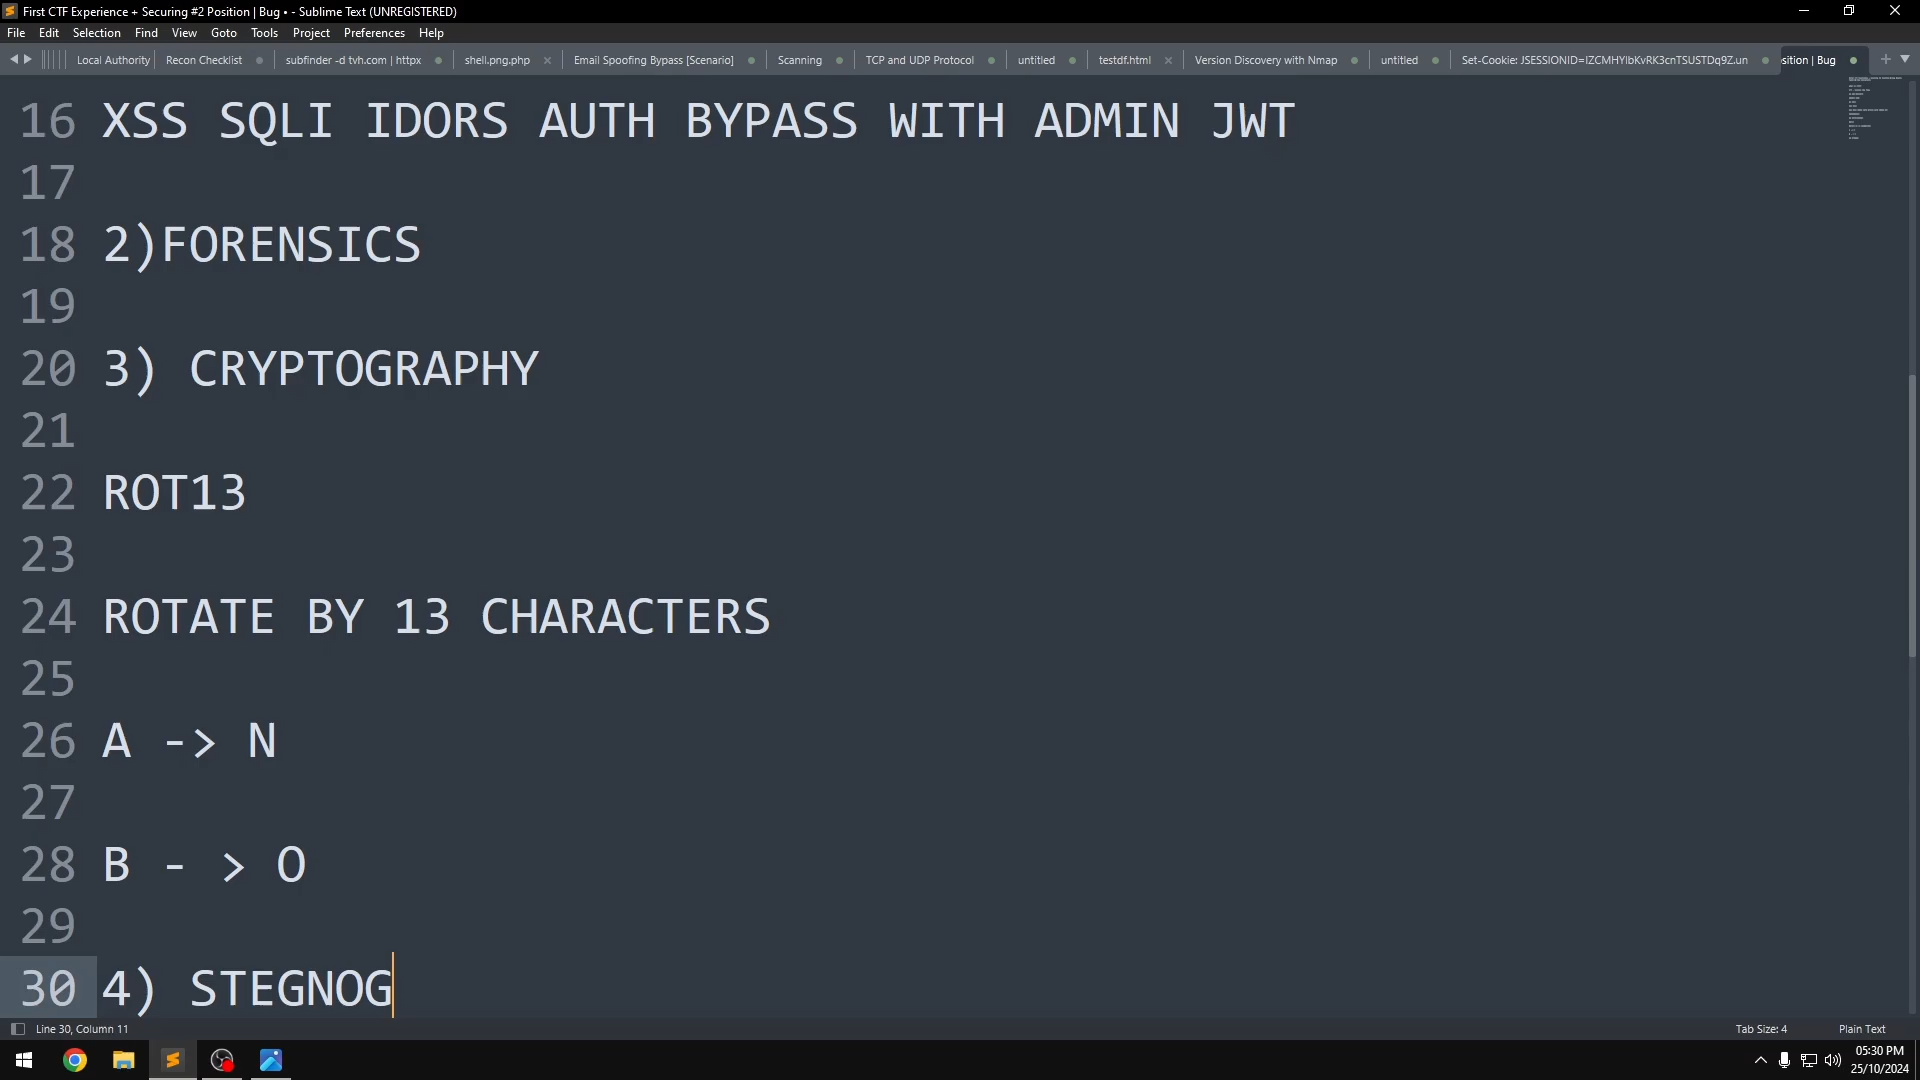 First CTF Experience + Securing #2 Position | Bug • - Sublime Text (UNREGISTERED)
File Edit Selection Find View Goto Tools Project Preferences Help
Local Authority Recon Checklist subfinder -d tvh.com | httpx shell.png.php Email Spoofing Bypass [Scenario] Scanning TCP and UDP Protocol untitled testdf.html Version Discovery with Nmap untitled Set-Cookie: JSESSIONID=IZCMHYlbKvRK3cnTSUSTDq9Z.un sition | Bug
16 XSS SQLI IDORS AUTH BYPASS WITH ADMIN JWT
17
18 2)FORENSICS
19
20 3) CRYPTOGRAPHY
21
22 ROT13
23
24 ROTATE BY 13 CHARACTERS
25
26 A -> N
27
28 B - > O
29
30 4) STEGNOG
Line 30, Column 11 Tab Size: 4 Plain Text
05:30 PM
25/10/2024